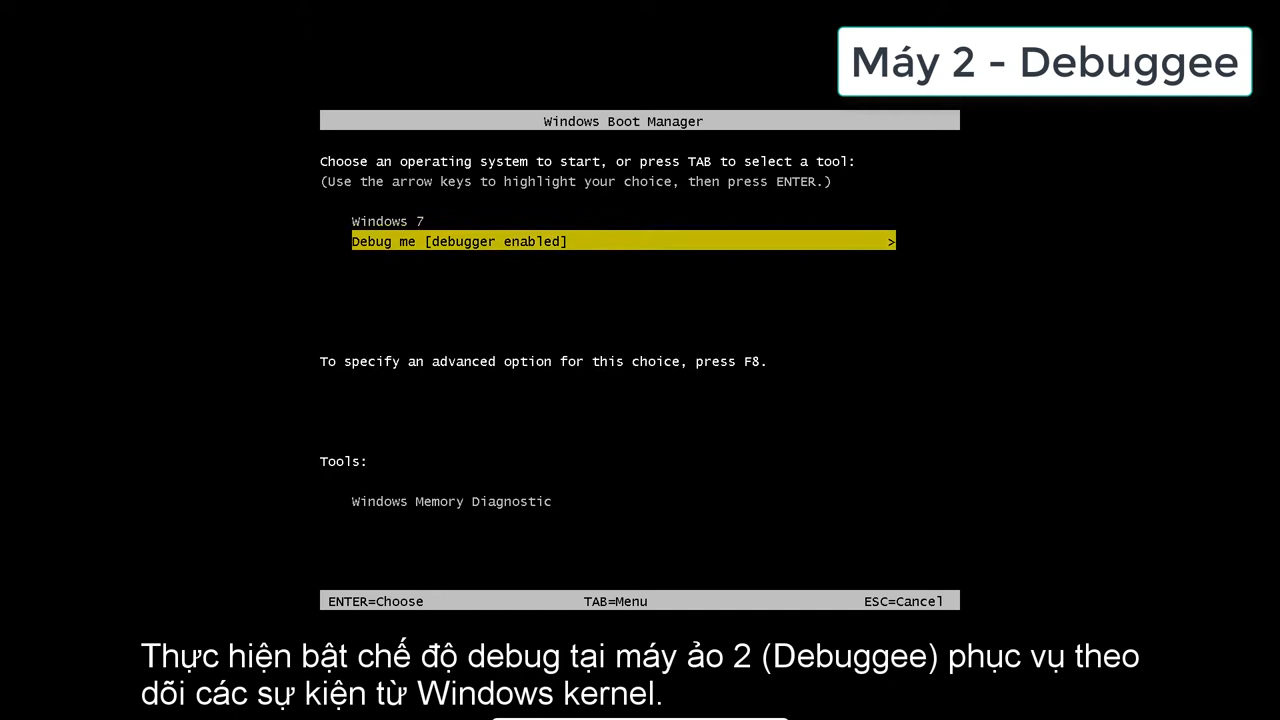 Máy 2 - Debuggee
Windows Boot Manager
Choose an operating system to start, or press TAB to select a tool:
(Use the arrow keys to highlight your choice, then press ENTER.)
Windows 7
Debug me [debugger enabled] >
To specify an advanced option for this choice, press F8.
Tools:
Windows Memory Diagnostic
ENTER=Choose TAB=Menu ESC=Cancel
Thực hiện bật chế độ debug tại máy ảo 2 (Debuggee) phục vụ theo
dõi các sự kiện từ Windows kernel.